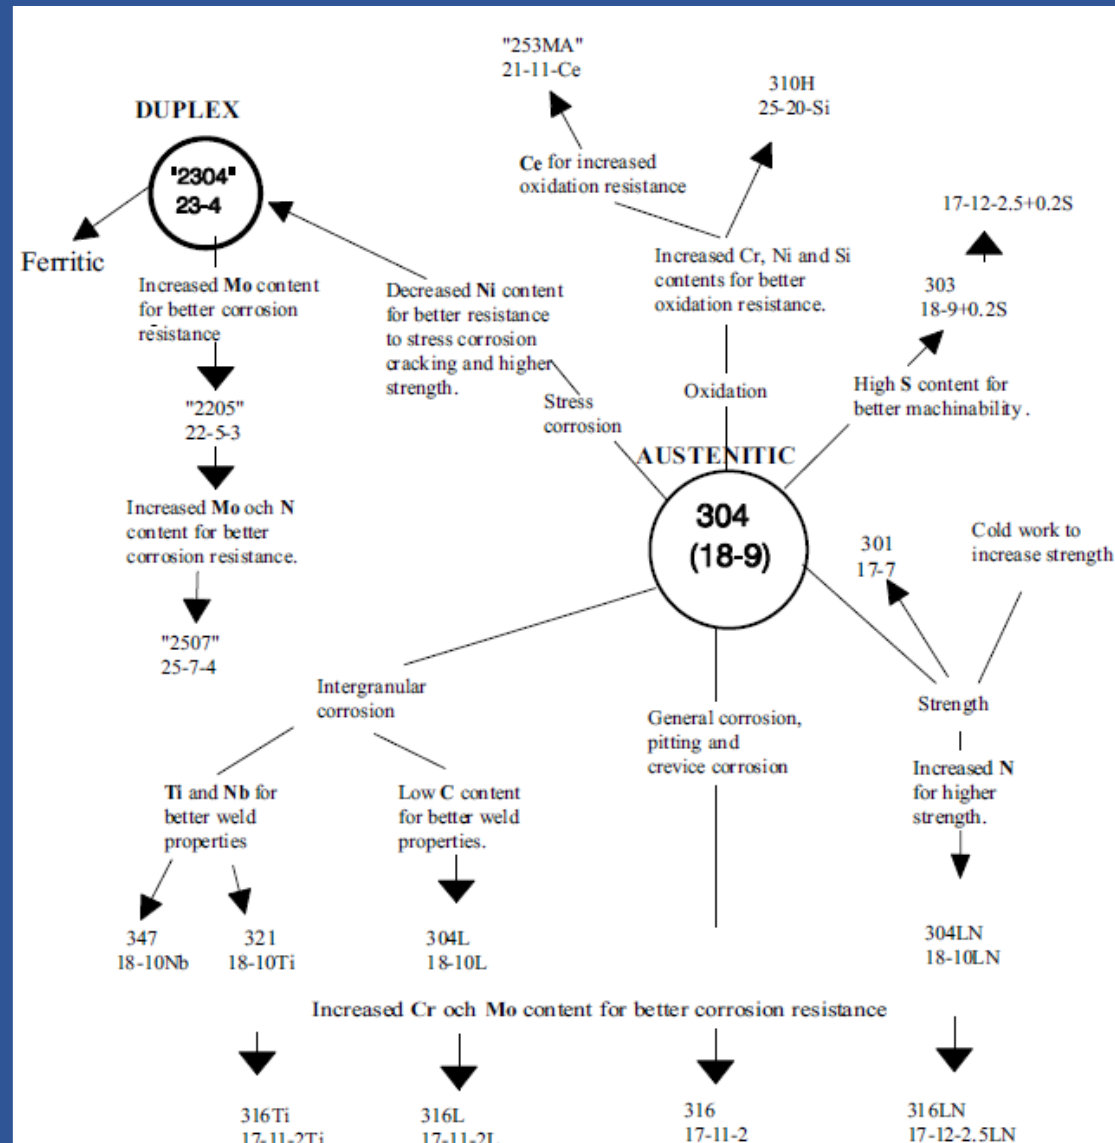 "253MA"
21-11-Ce
310H
25-20-Si
DUPLEX
"2304"
23-4
Ce for increased
oxidation resistance
17-12-2.5+0.2S
Ferritic
Increased Mo content
for better corrosion
resistance
Decreased Ni content
for better resistance
to stress corrosion
cracking and higher
strength.
Increased Cr, Ni and Si
contents for better
oxidation resistance.
303
18-9+0.2S
"2205"
22-5-3
Stress
corrosion
Oxidation
High S content for
better machinability.
AUSTENITIC
304
(18-9)
Increased Mo och N
content for better
corrosion resistance.
301
17-7
Cold work to
increase strength
"2507"
25-7-4
Intergranular
corrosion
General corrosion,
pitting and
crevice corrosion
Strength
Ti and Nb for
better weld
properties
Low C content
for better weld
properties.
Increased N
for higher
strength.
347
18-10Nb
321
18-10Ti
304L
18-10L
304LN
18-10LN
Increased Cr och Mo content for better corrosion resistance
316Ti
17-11-2Ti
316L
17-11-2L
316
17-11-2
316LN
17-12-2.5LN